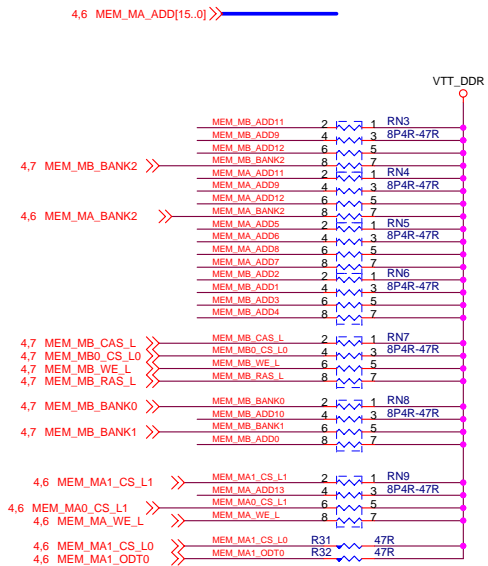 4,6 MEM_MA_ADD[15..0]
VTT_DDR
MEM_MB_ADD11 2 1 RN3
MEM_MB_ADD9 4 3 8P4R-47R
MEM_MB_ADD12 6 5
4,7 MEM_MB_BANK2 MEM_MB_BANK2 8 7
MEM_MA_ADD11 2 1 RN4
MEM_MA_ADD9 4 3 8P4R-47R
MEM_MA_ADD12 6 5
4,6 MEM_MA_BANK2 MEM_MA_BANK2 8 7
MEM_MA_ADD5 2 1 RN5
MEM_MA_ADD6 4 3 8P4R-47R
MEM_MA_ADD8 6 5
MEM_MA_ADD7 8 7
MEM_MB_ADD2 2 1 RN6
MEM_MB_ADD1 4 3 8P4R-47R
MEM_MB_ADD3 6 5
MEM_MB_ADD4 8 7
4,7 MEM_MB_CAS_L MEM_MB_CAS_L 2 1 RN7
4,7 MEM_MB0_CS_L0 MEM_MB0_CS_L0 4 3 8P4R-47R
4,7 MEM_MB_WE_L MEM_MB_WE_L 6 5
4,7 MEM_MB_RAS_L MEM_MB_RAS_L 8 7
4,7 MEM_MB_BANK0 MEM_MB_BANK0 2 1 RN8
MEM_MB_ADD10 4 3 8P4R-47R
4,7 MEM_MB_BANK1 MEM_MB_BANK1 6 5
MEM_MB_ADD0 8 7
4,6 MEM_MA1_CS_L1 MEM_MA1_CS_L1 2 1 RN9
MEM_MA_ADD13 4 3 8P4R-47R
4,6 MEM_MA0_CS_L1 MEM_MA0_CS_L1 6 5
4,6 MEM_MA_WE_L MEM_MA_WE_L 8 7
4,6 MEM_MA1_CS_L0 MEM_MA1_CS_L0 R31 47R
4,6 MEM_MA1_ODT0 MEM_MA1_ODT0 R32 47R